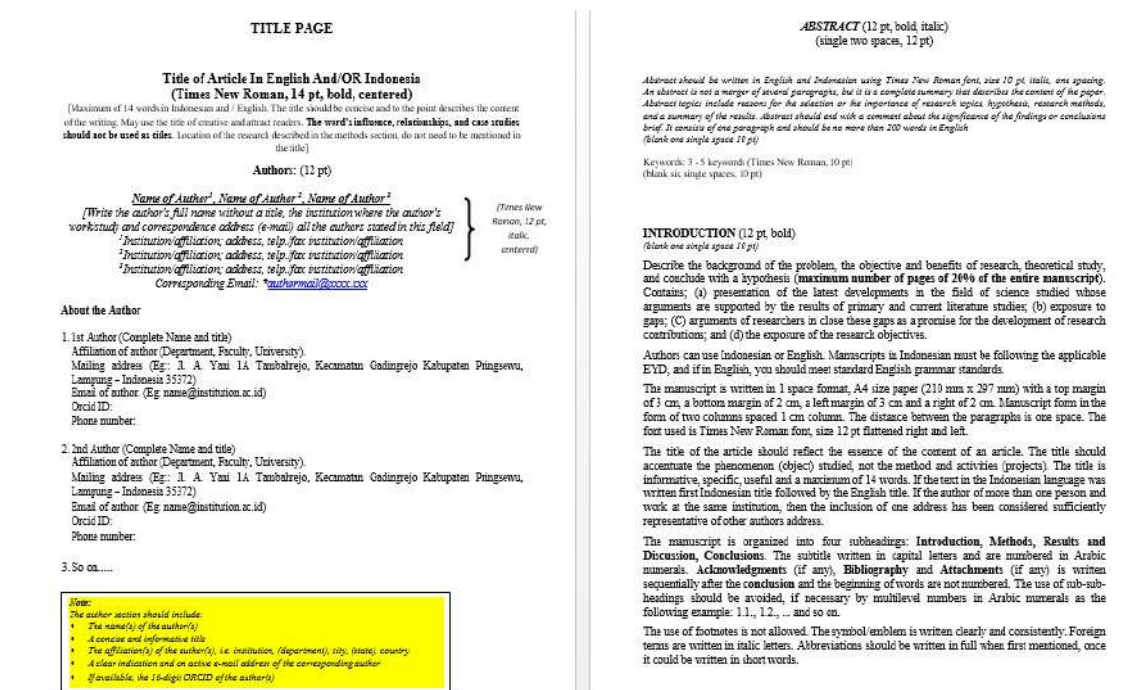 TITLE PAGE
Title of Article In English And/OR Indonesia
(Times New Roman, 14 pt, bold, centered)
[Maximum of 14 words in Indonesian and / English. The title should be concise and to the point describes the content
of the writing. May use the title of creative and attract readers. The word's influence, relationships, and case studies
should not be used as titles. Location of the research described in the methods section, do not need to be mentioned in
the title]
Authors: (12 pt)
Name of Author¹, Name of Author², Name of Author³
[Write the author's full name without a title, the institution where the author's
work/study and correspondence address (e-mail) all the authors stated in this field]
¹Institution/affiliation; address, telp./fax institution/affiliation
²Institution/affiliation; address, telp./fax institution/affiliation
³Institution/affiliation; address, telp./fax institution/affiliation
Corresponding Email: *authormail@xxxx.xxx
(Times New
Roman, 12 pt,
italic,
centered)
About the Author
1. 1st Author (Complete Name and title)
Affiliation of author (Department, Faculty, University).
Mailing address (Eg.: Jl. A. Yani 1A Tambahrejo, Kecamatan Gadingrejo Kabupaten Pringsewu,
Lampung – Indonesia 35372)
Email of author. (Eg: name@institution.ac.id)
Orcid ID:
Phone number:
2. 2nd Author (Complete Name and title)
Affiliation of author (Department, Faculty, University).
Mailing address (Eg.: Jl. A. Yani 1A Tambahrejo, Kecamatan Gadingrejo Kabupaten Pringsewu,
Lampung – Indonesia 35372)
Email of author. (Eg: name@institution.ac.id)
Orcid ID:
Phone number:
3. So on.....
Note:
The author section should include:
• The name(s) of the author(s)
• A concise and informative title
• The affiliation(s) of the author(s), i.e. institution, (department), city, (state), country
• A clear indication and an active e-mail address of the corresponding author
• If available, the 16-digit ORCID of the author(s)
ABSTRACT (12 pt, bold, italic)
(single two spaces, 12 pt)
Abstract should be written in English and Indonesian using Times New Roman font, size 10 pt, italic, one spacing.
An abstract is not a merger of several paragraphs, but it is a complete summary that describes the content of the paper.
Abstract topics include reasons for the selection or the importance of research topics, hypothesis, research methods,
and a summary of the results. Abstract should end with a comment about the significance of the findings or conclusions
brief. It consists of one paragraph and should be no more than 200 words in English
(blank one single space 10 pt)
Keywords: 3 - 5 keywords (Times New Roman, 10 pt)
(blank six single spaces, 10 pt)
INTRODUCTION (12 pt, bold)
(blank one single space 10 pt)
Describe the background of the problem, the objective and benefits of research, theoretical study,
and conclude with a hypothesis (maximum number of pages of 20% of the entire manuscript).
Contains; (a) presentation of the latest developments in the field of science studied whose
arguments are supported by the results of primary and current literature studies; (b) exposure to
gaps; (C) arguments of researchers in close these gaps as a promise for the development of research
contributions; and (d) the exposure of the research objectives.
Authors can use Indonesian or English. Manuscripts in Indonesian must be following the applicable
EYD, and if in English, you should meet standard English grammar standards.
The manuscript is written in 1 space format, A4 size paper (210 mm x 297 mm) with a top margin
of 3 cm, a bottom margin of 2 cm, a left margin of 3 cm and a right of 2 cm. Manuscript form in the
form of two columns spaced 1 cm column. The distance between the paragraphs is one space. The
font used is Times New Roman font, size 12 pt flattened right and left.
The title of the article should reflect the essence of the content of an article. The title should
accentuate the phenomenon (object) studied, not the method and activities (projects). The title is
informative, specific, useful and a maximum of 14 words. If the text in the Indonesian language was
written first Indonesian title followed by the English title. If the author of more than one person and
work at the same institution, then the inclusion of one address has been considered sufficiently
representative of other authors address.
The manuscript is organized into four subheadings: Introduction, Methods, Results and
Discussion, Conclusions. The subtitle written in capital letters and are numbered in Arabic
numerals. Acknowledgments (if any), Bibliography and Attachments (if any) is written
sequentially after the conclusion and the beginning of words are not numbered. The use of sub-sub-
headings should be avoided, if necessary by multilevel numbers in Arabic numerals as the
following example: 1.1., 1.2., ... and so on.
The use of footnotes is not allowed. The symbol/emblem is written clearly and consistently. Foreign
terms are written in italic letters. Abbreviations should be written in full when first mentioned, once
it could be written in short words.